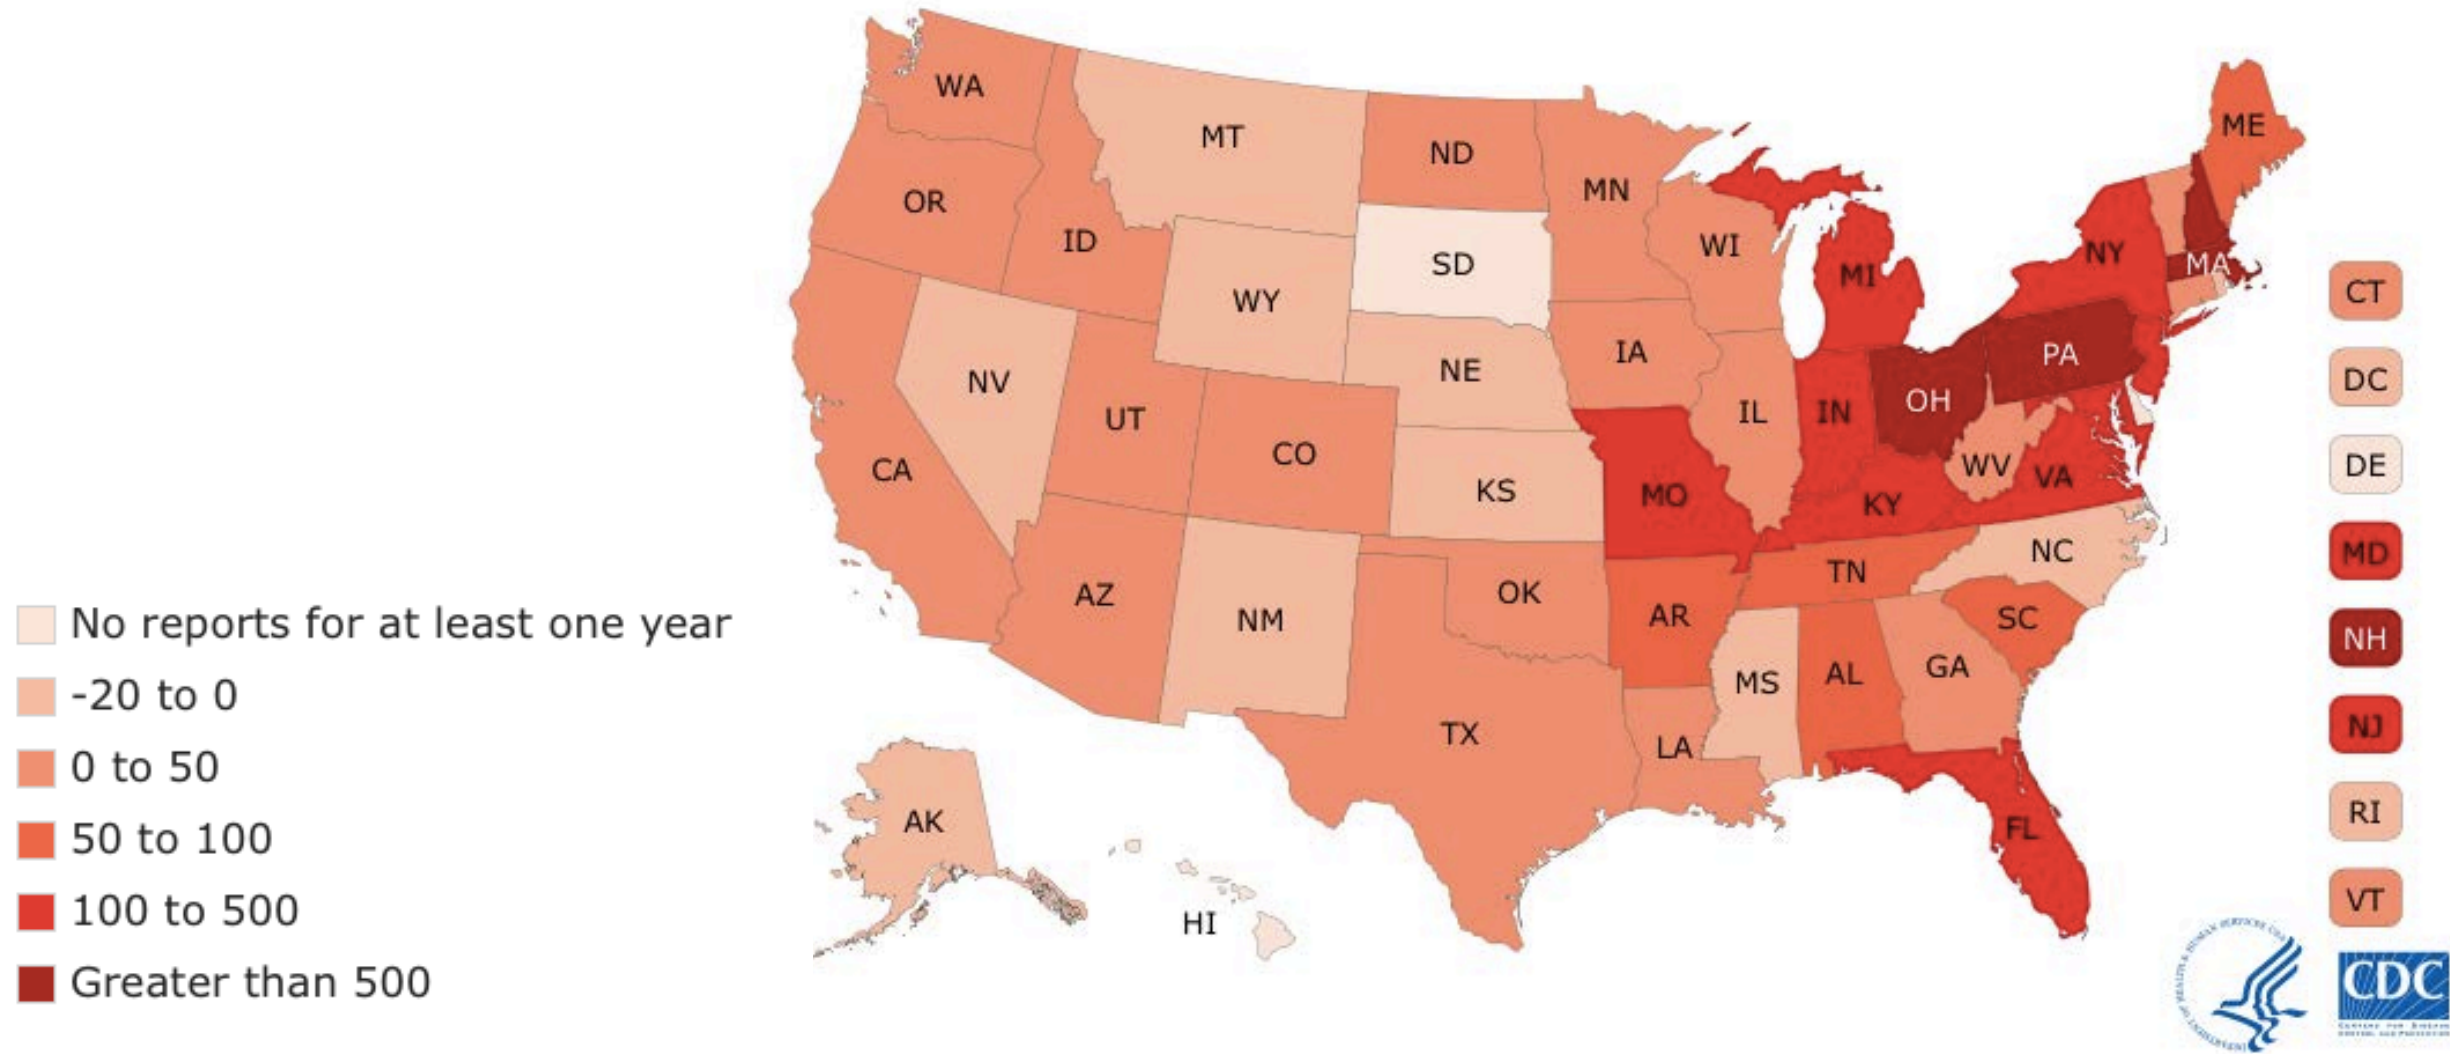 No reports for at least one year
-20 to 0
0 to 50
50 to 100
100 to 500
Greater than 500
WA
MT
ND
MN
ME
OR
ID
SD
WI
MI
NY
MA
WY
NE
IA
PA
NV
UT
CO
KS
IL
IN
OH
WV
VA
CA
MO
KY
AZ
NM
OK
AR
TN
NC
SC
TX
LA
MS
AL
GA
FL
AK
HI
CT
DC
DE
MD
NH
NJ
RI
VT
CDC